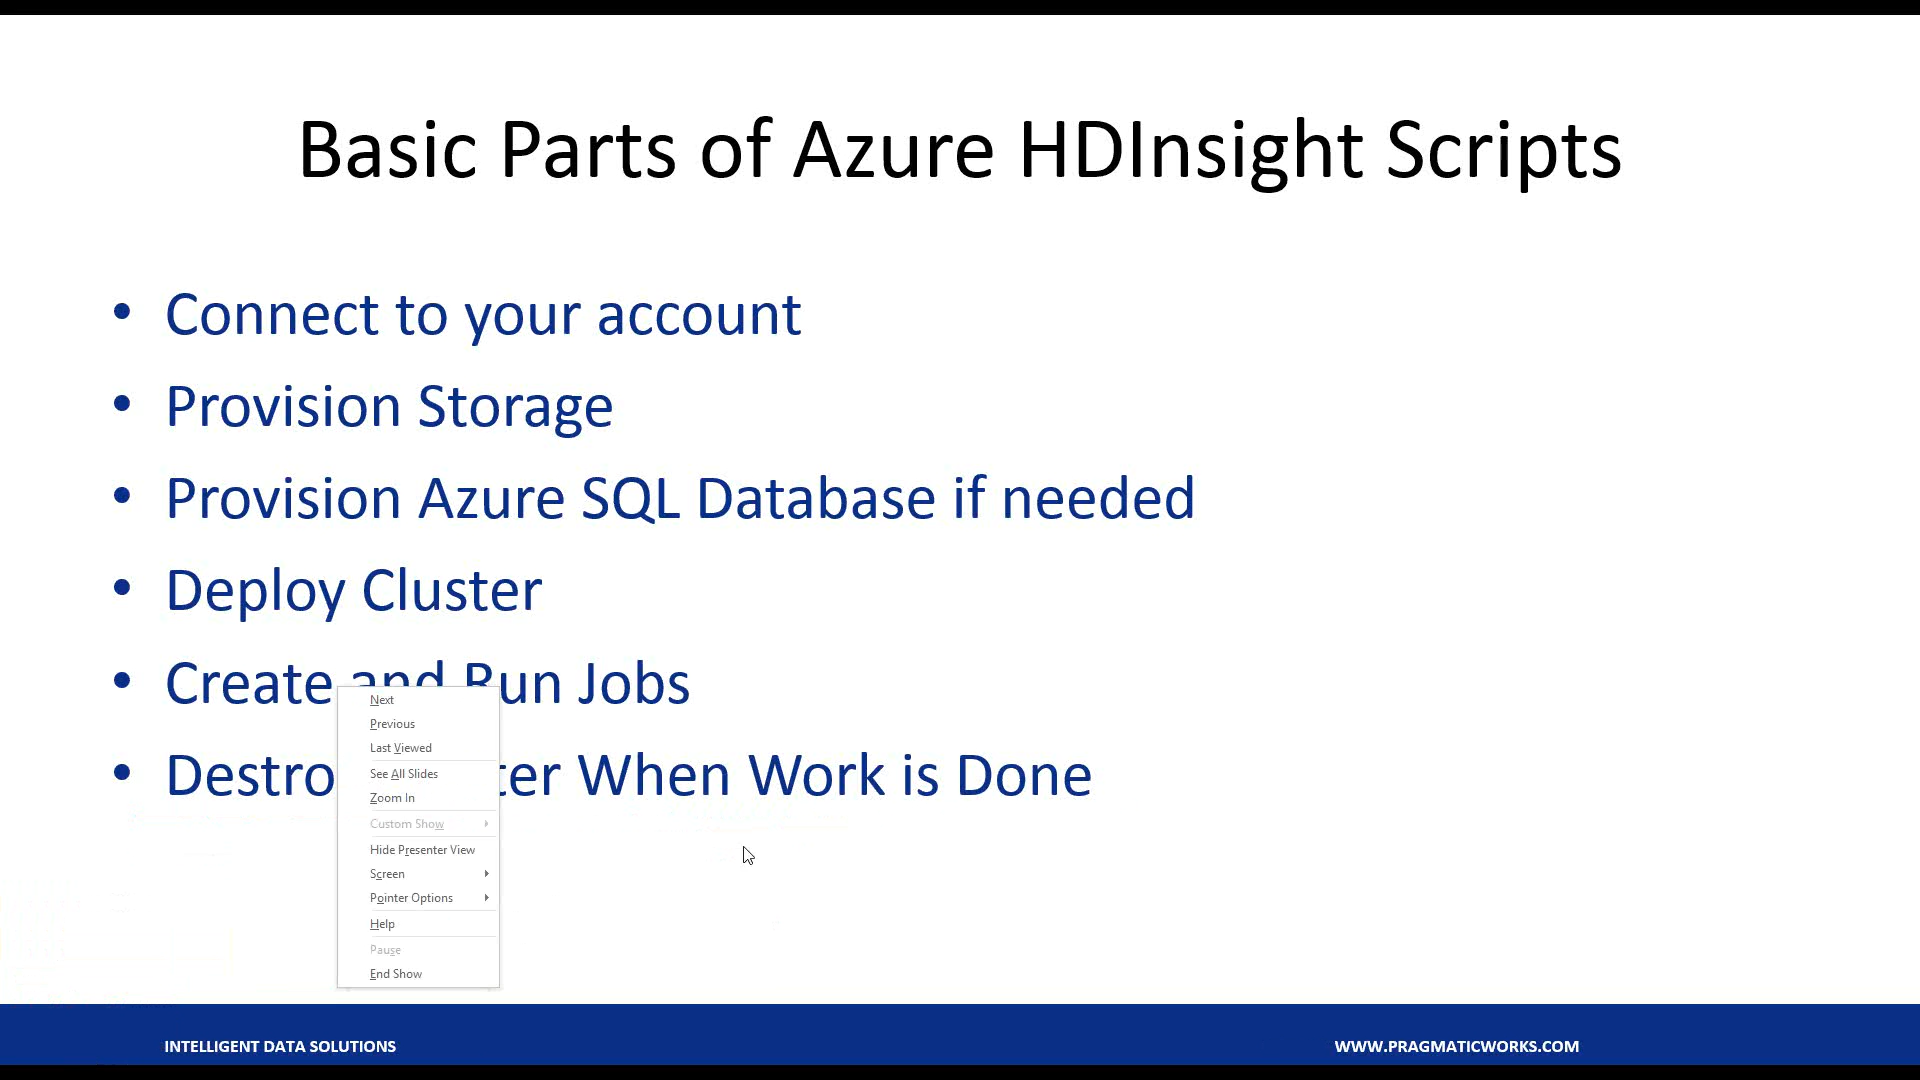 Basic Parts of Azure HDInsight Scripts
• Connect to your account
• Provision Storage
• Provision Azure SQL Database if needed
• Deploy Cluster
• Create and Run Jobs
• Destro ter When Work is Done
Next
Previous
Last Viewed
See All Slides
Zoom In
Custom Show
Hide Presenter View
Screen
Pointer Options
Help
Pause
End Show
INTELLIGENT DATA SOLUTIONS
WWW.PRAGMATICWORKS.COM